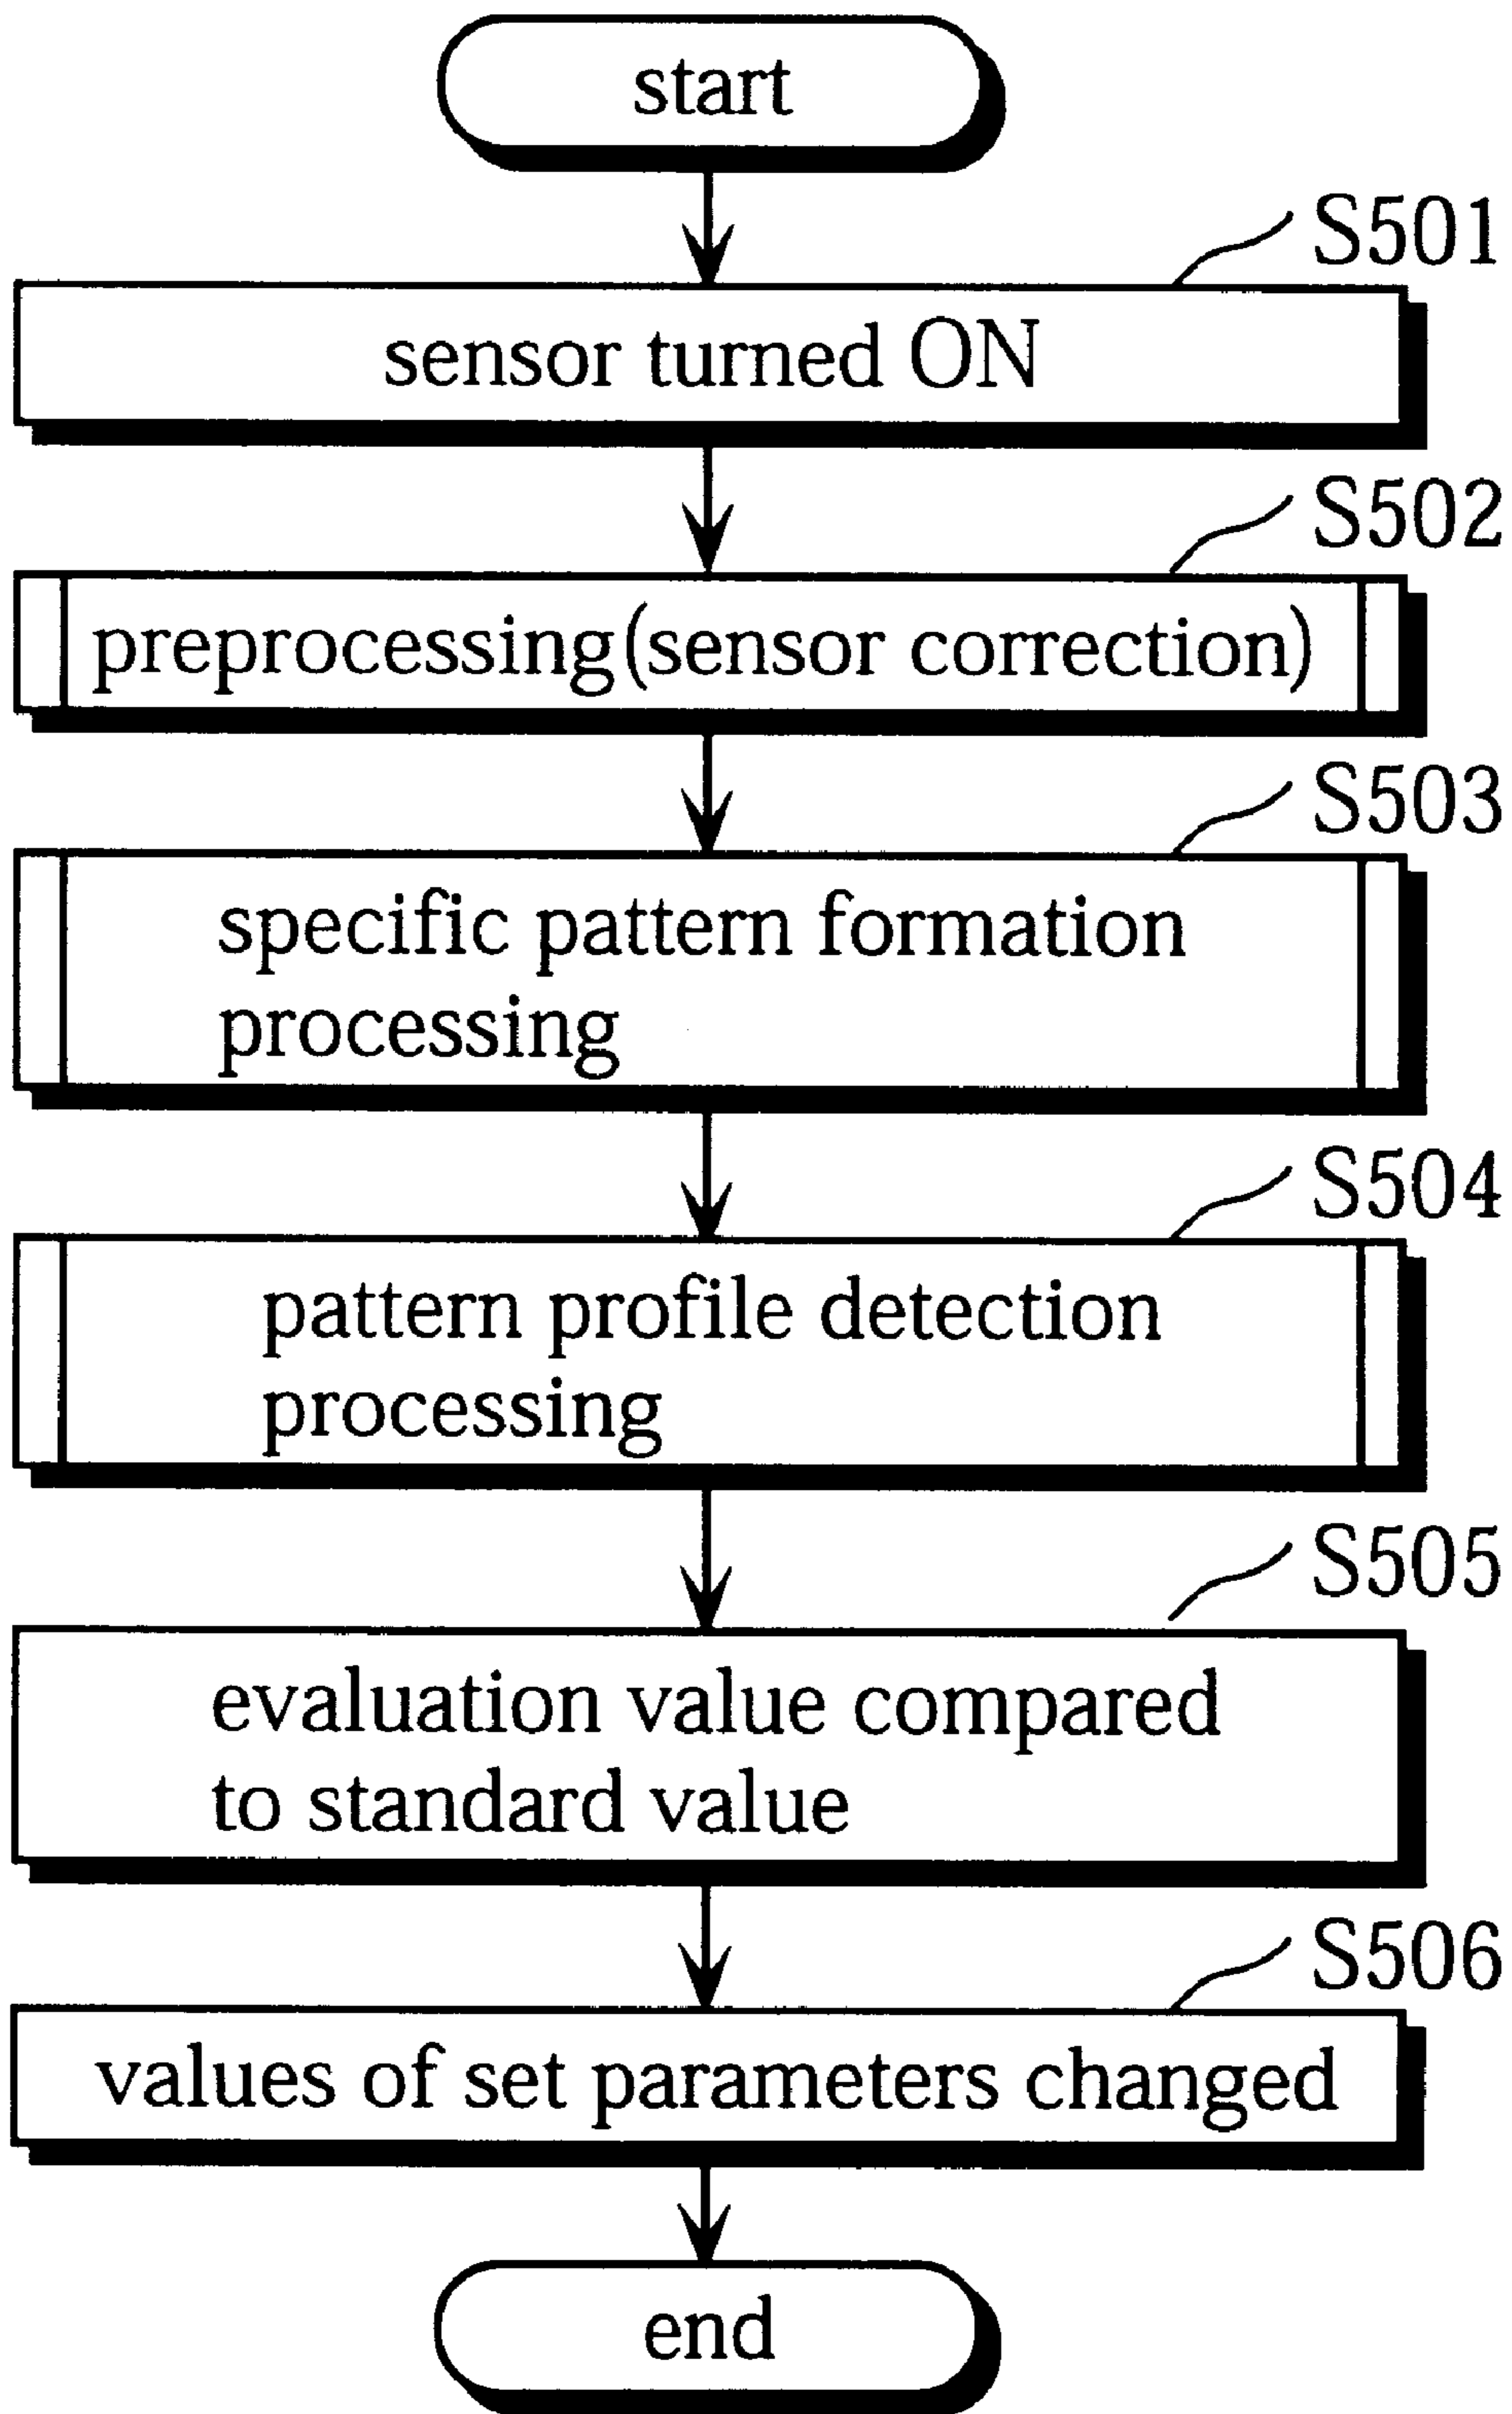 start
S501
sensor turned ON
S502
preprocessing(sensor correction)
S503
specific pattern formation
processing
S504
pattern profile detection
processing
S505
evaluation value compared
to standard value
S506
values of set parameters changed
end